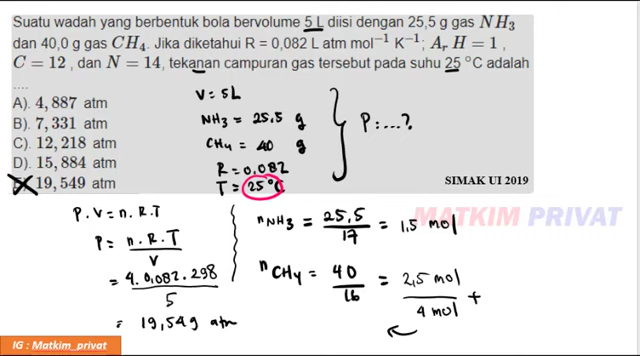 Suatu wadah yang berbentuk bola bervolume 5 L diisi dengan 25,5 g gas NH₃
dan 40,0 g gas CH₄. Jika diketahui R = 0,082 L atm mol⁻¹ K⁻¹; Aᵣ H = 1 ,
C = 12 , dan N = 14, tekanan campuran gas tersebut pada suhu 25 °C adalah
....
A). 4,887 atm
B). 7,331 atm
C). 12,218 atm
D). 15,884 atm
E). 19,549 atm
V = 5L
NH₃ = 25,5 g
CH₄ = 40 g
R = 0,082
T = 25°C
P : ...?
SIMAK UI 2019
P . V = n . R . T
P = n . R . T / V
= 4 . 0,082 . 298 / 5
= 19,549 atm
n NH₃ = 25,5 / 17 = 1,5 mol
MATKIM PRIVAT
n CH₄ = 40 / 16 = 2,5 mol +
4 mol
IG : Matkim_privat